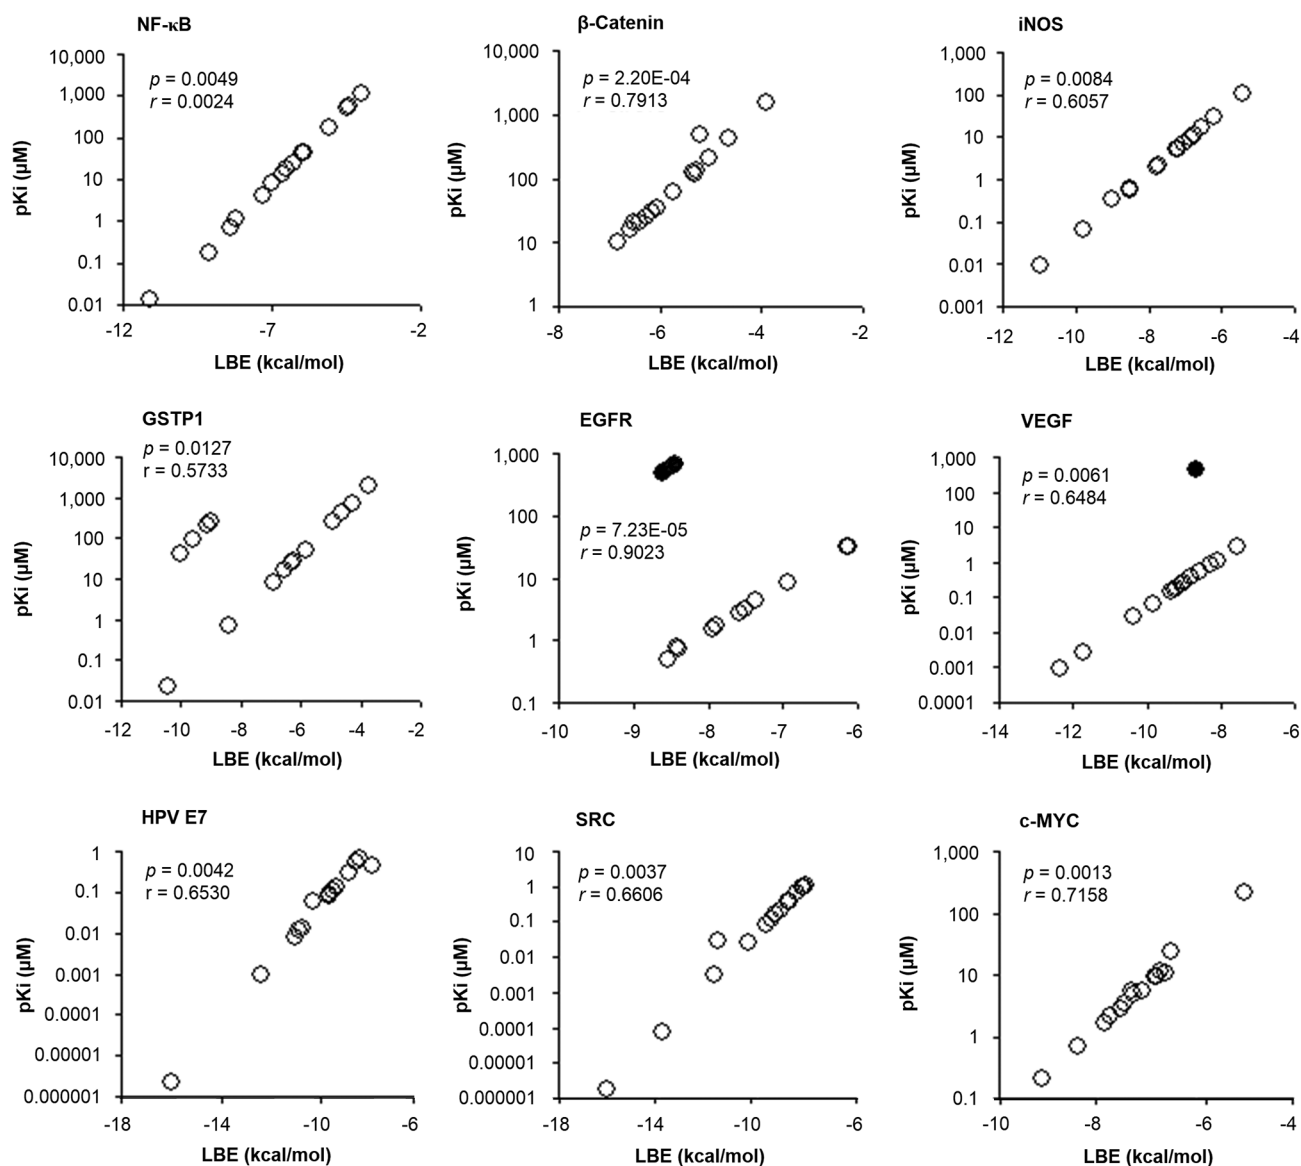 NF-κB
p = 0.0049
r = 0.0024
10,000
1,000
100
10
1
0.1
0.01
-12
-7
-2
pKi (µM)
LBE (kcal/mol)
β-Catenin
p = 2.20E-04
r = 0.7913
10,000
1,000
100
10
1
-8
-6
-4
-2
pKi (µM)
LBE (kcal/mol)
iNOS
p = 0.0084
r = 0.6057
1,000
100
10
1
0.1
0.01
0.001
-12
-10
-8
-6
-4
pKi (µM)
LBE (kcal/mol)
GSTP1
p = 0.0127
r = 0.5733
10,000
1,000
100
10
1
0.1
0.01
-12
-10
-8
-6
-4
-2
pKi (µM)
LBE (kcal/mol)
EGFR
p = 7.23E-05
r = 0.9023
1,000
100
10
1
0.1
-10
-9
-8
-7
-6
pKi (µM)
LBE (kcal/mol)
VEGF
p = 0.0061
r = 0.6484
1,000
100
10
1
0.1
0.01
0.001
0.0001
-14
-12
-10
-8
-6
pKi (µM)
LBE (kcal/mol)
HPV E7
p = 0.0042
r = 0.6530
1
0.1
0.01
0.001
0.0001
0.00001
0.000001
-18
-14
-10
-6
pKi (µM)
LBE (kcal/mol)
SRC
p = 0.0037
r = 0.6606
10
1
0.1
0.01
0.001
0.0001
0.00001
0.000001
-18
-14
-10
-6
pKi (µM)
LBE (kcal/mol)
c-MYC
p = 0.0013
r = 0.7158
1,000
100
10
1
0.1
-10
-8
-6
-4
pKi (µM)
LBE (kcal/mol)